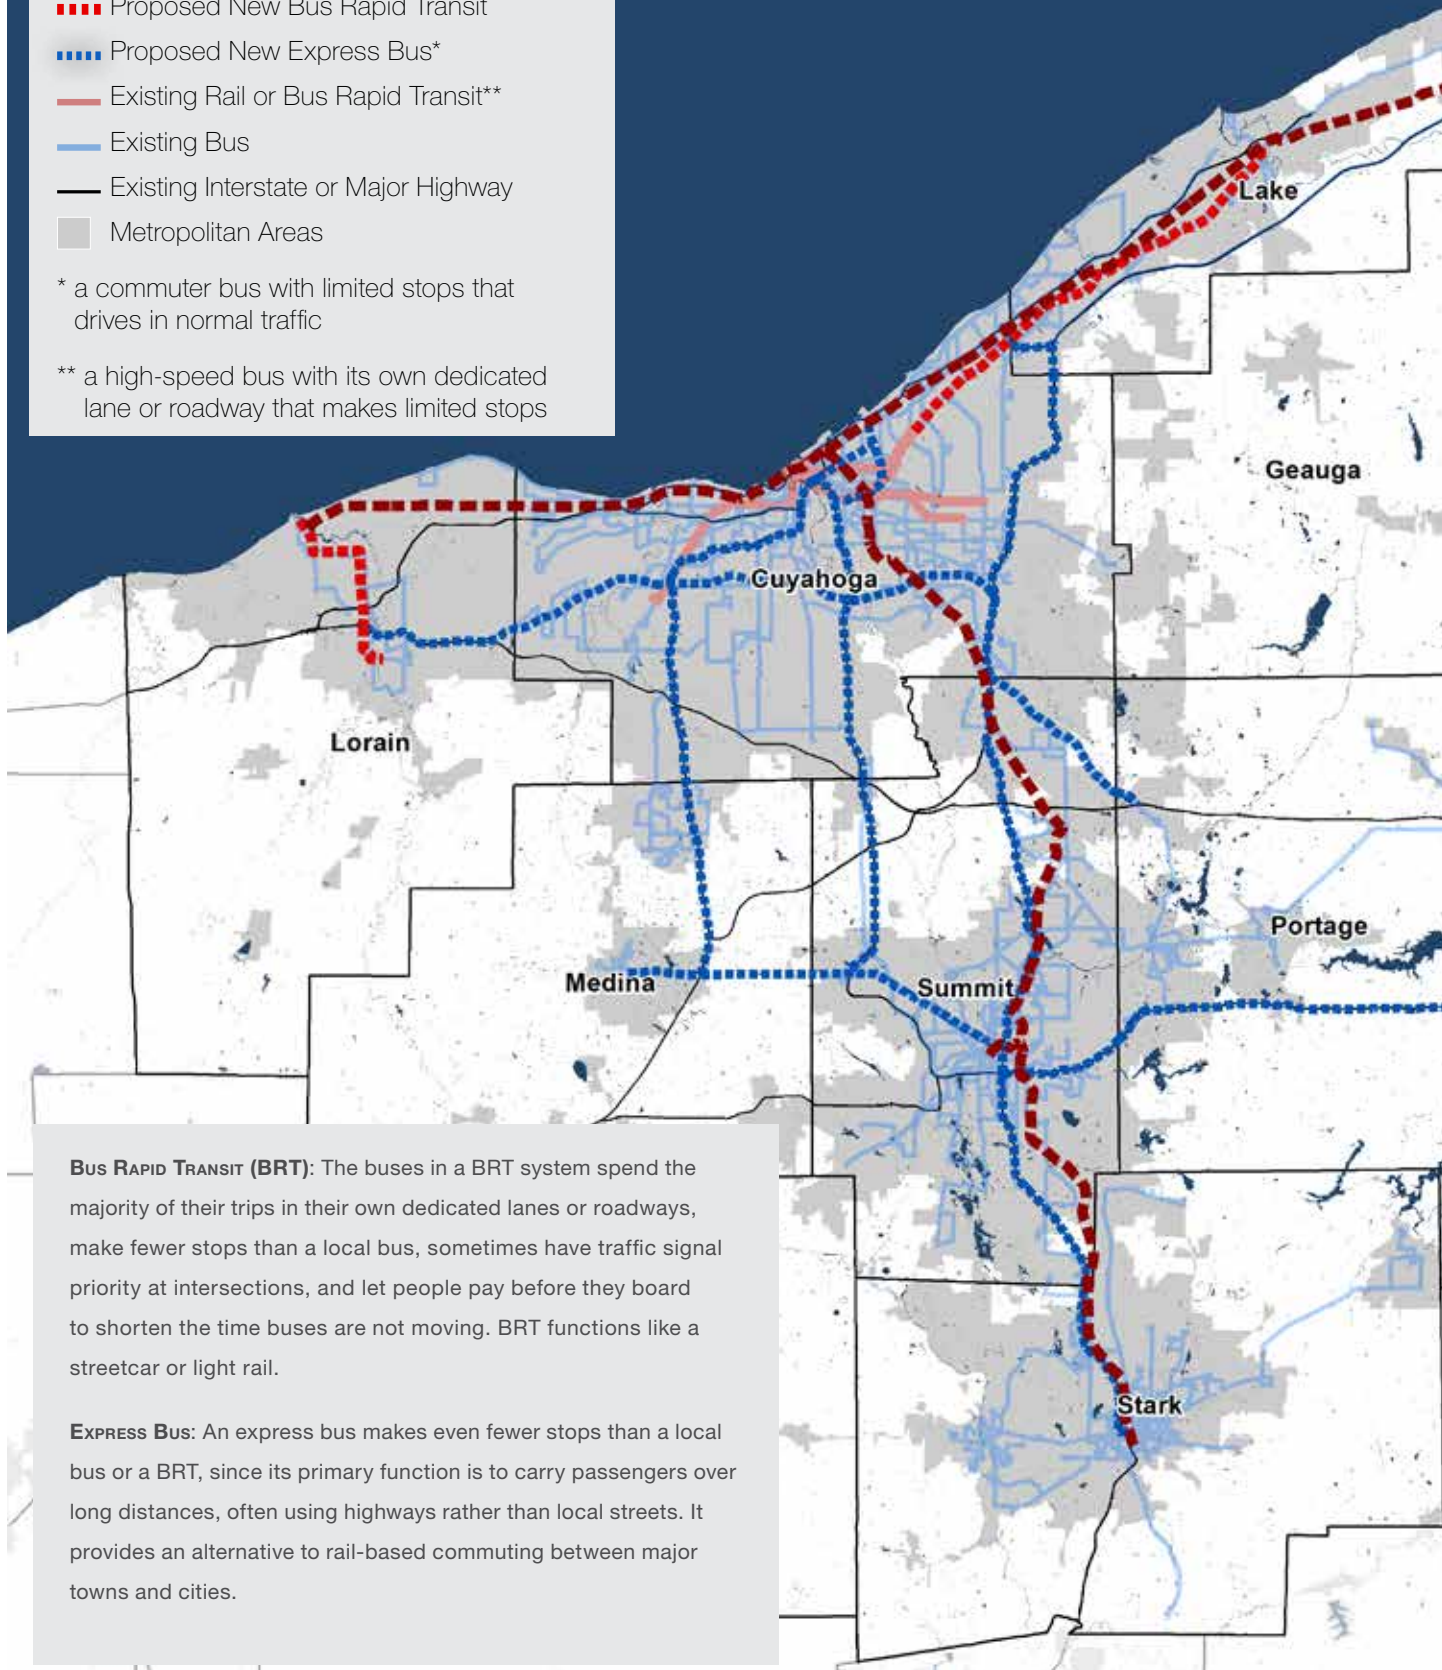 Proposed New Bus Rapid Transit
Proposed New Express Bus*
Existing Rail or Bus Rapid Transit**
Existing Bus
Existing Interstate or Major Highway
Metropolitan Areas
* a commuter bus with limited stops that
drives in normal traffic
** a high-speed bus with its own dedicated
lane or roadway that makes limited stops
Lake
Geauga
Cuyahoga
Lorain
Portage
Medina
Summit
Stark
Bus Rapid Transit (BRT): The buses in a BRT system spend the
majority of their trips in their own dedicated lanes or roadways,
make fewer stops than a local bus, sometimes have traffic signal
priority at intersections, and let people pay before they board
to shorten the time buses are not moving. BRT functions like a
streetcar or light rail.
Express Bus: An express bus makes even fewer stops than a local
bus or a BRT, since its primary function is to carry passengers over
long distances, often using highways rather than local streets. It
provides an alternative to rail-based commuting between major
towns and cities.